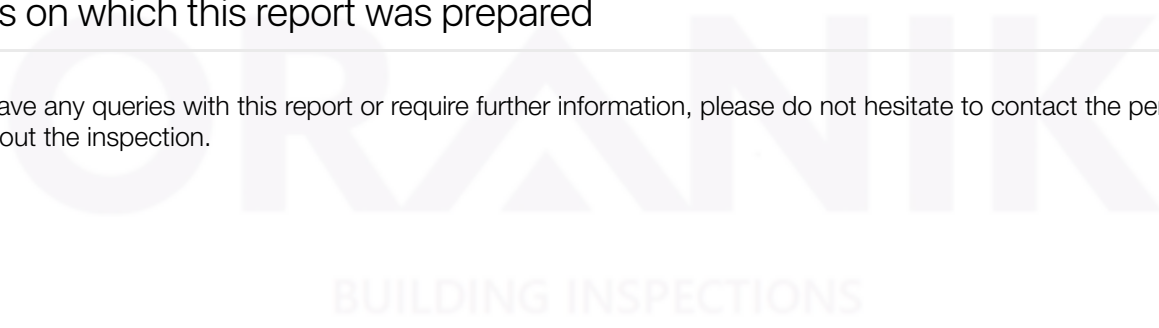 s on which this report was prepared
ave any queries with this report or require further information, please do not hesitate to contact the pe
out the inspection.
ORANIK
BUILDING INSPECTIONS